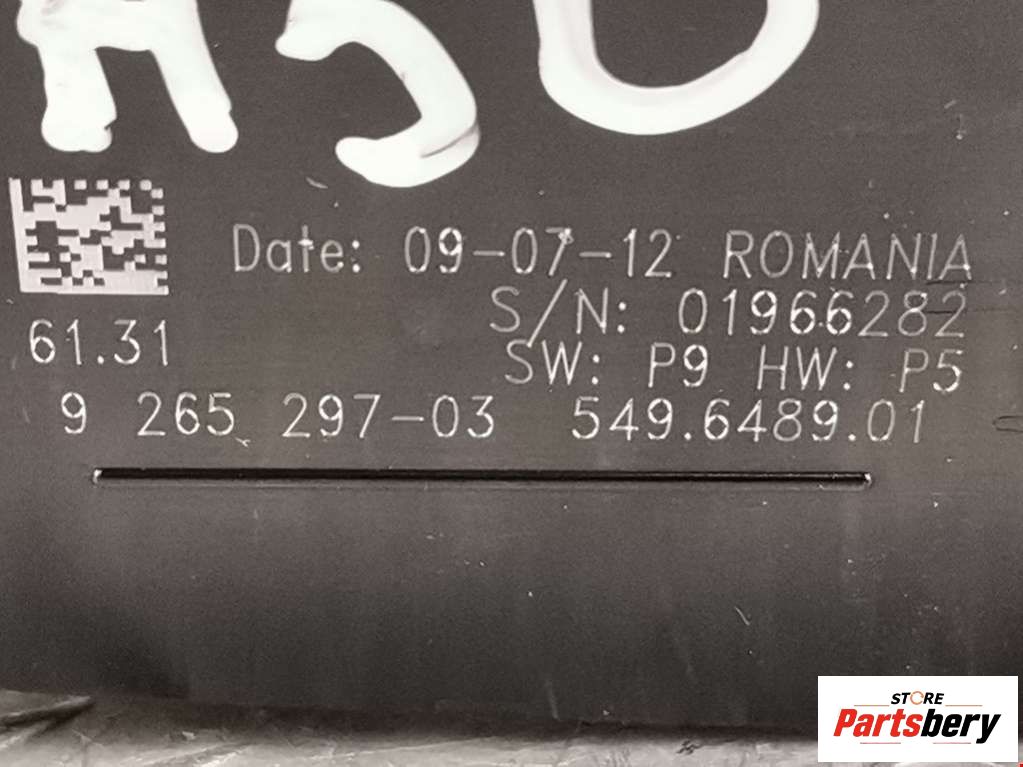 Date: 09-07-12 ROMANIA
S/N: 01966282
61.31
SW: P9 HW: P5
9 265 297-03 549.6489.01
STORE
Partsbery